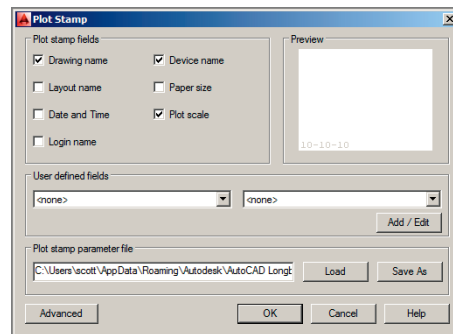 Plot Stamp
Plot stamp fields
Preview
Drawing name
Device name
Layout name
Paper size
Date and Time
Plot scale
Login name
10-10-10
User defined fields
<none>
<none>
Add / Edit
Plot stamp parameter file
C:\Users\scott\AppData\Roaming\Autodesk\AutoCAD Longb
Load
Save As
Advanced
OK
Cancel
Help